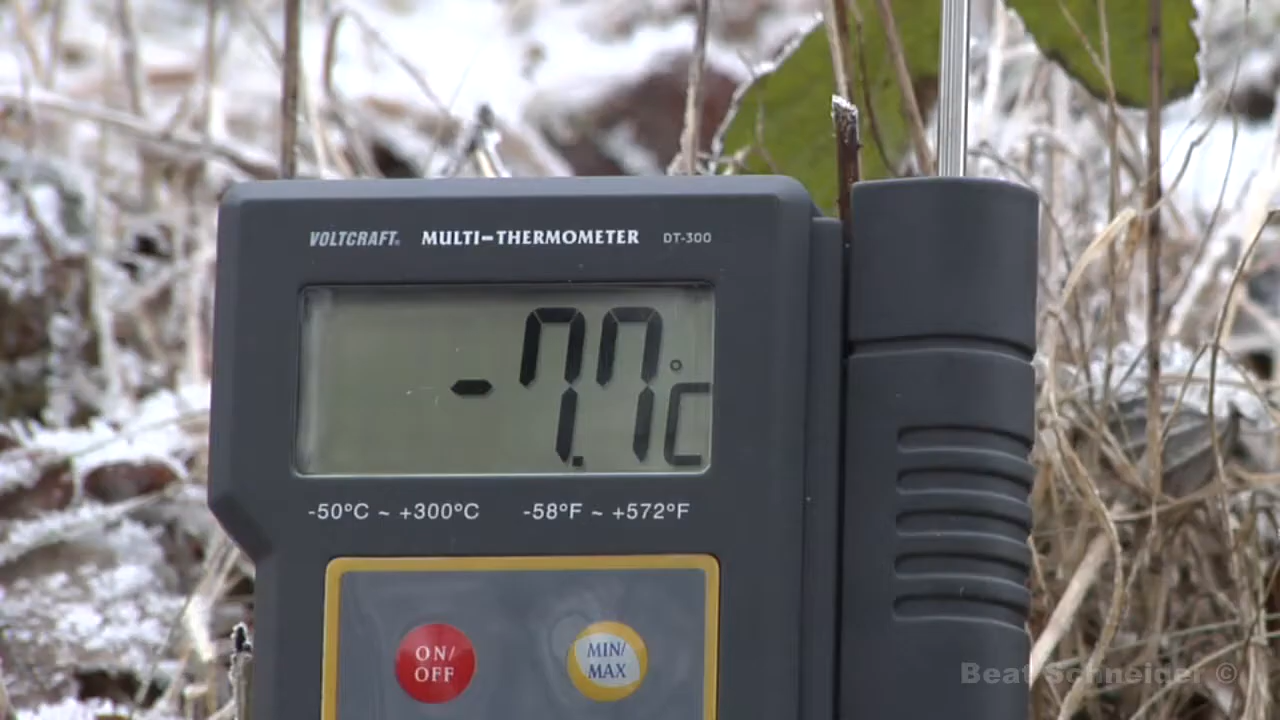 VOLTCRAFT® MULTI-THERMOMETER DT-300
-7.7°C
-50°C ~ +300°C -58°F ~ +572°F
ON/
OFF
MIN/
MAX
Beat Schneider ©